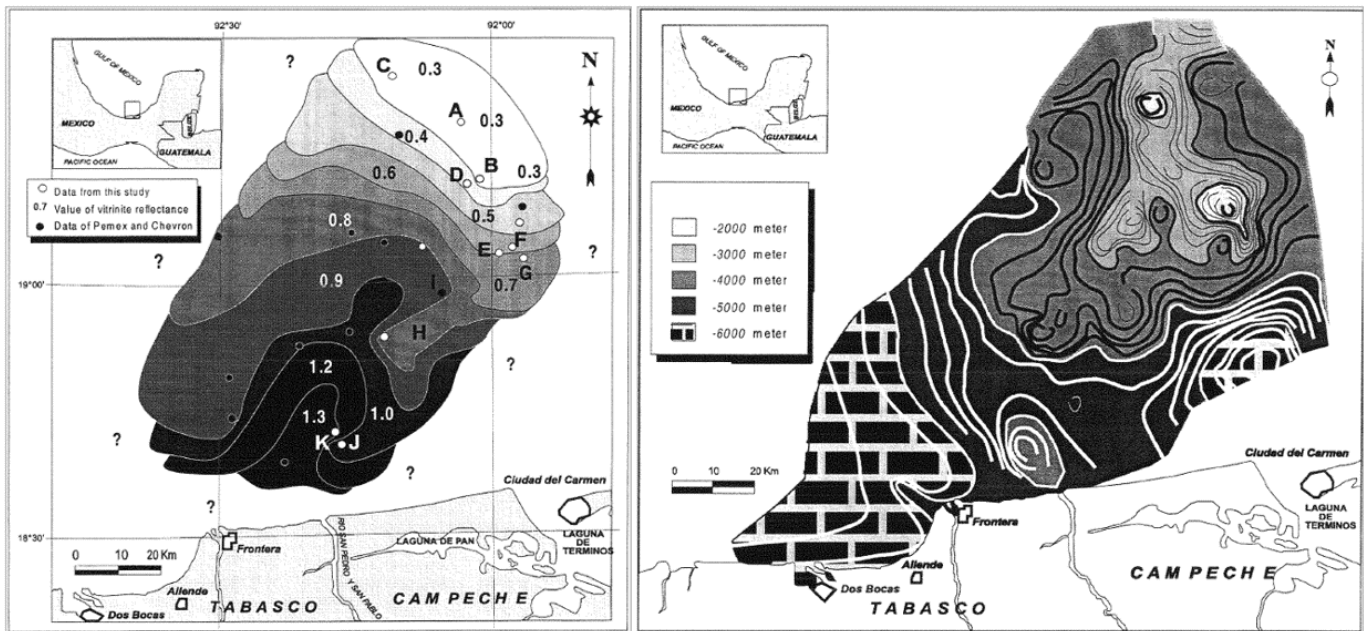 92°30'
92°00'
GULF OF MEXICO
MEXICO
GUATEMALA
PACIFIC OCEAN
?
C
0.3
N
A
0.3
0.4
B
D
0.3
0.6
0.5
Data from this study
0.7 Value of vitrinite reflectance
Data of Pemex and Chevron
0.8
E
F
G
?
?
0.9
I
0.7
19°00'
H
?
1.2
1.3
1.0
K
J
?
?
?
Ciudad del Carmen
18°30'
Frontera
RIO SAN PEDRO Y SAN PABLO
LAGUNA DE PAN
LAGUNA
DE
TERMINOS
0 10 20 Km
Allende
TABASCO
CAMPECHE
Dos Bocas
GULF OF MEXICO
MEXICO
GUATEMALA
PACIFIC OCEAN
N
-2000 meter
-3000 meter
-4000 meter
-5000 meter
-6000 meter
0 10 20 Km
Ciudad del Carmen
Frontera
LAGUNA
DE
TERMINOS
Allende
CAMPECHE
Dos Bocas
TABASCO